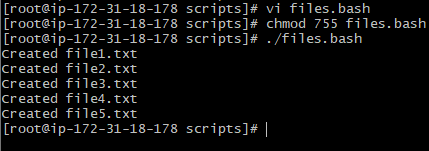 [root@ip-172-31-18-178 scripts]# vi files.bash
[root@ip-172-31-18-178 scripts]# chmod 755 files.bash
[root@ip-172-31-18-178 scripts]# ./files.bash
Created file1.txt
Created file2.txt
Created file3.txt
Created file4.txt
Created file5.txt
[root@ip-172-31-18-178 scripts]#